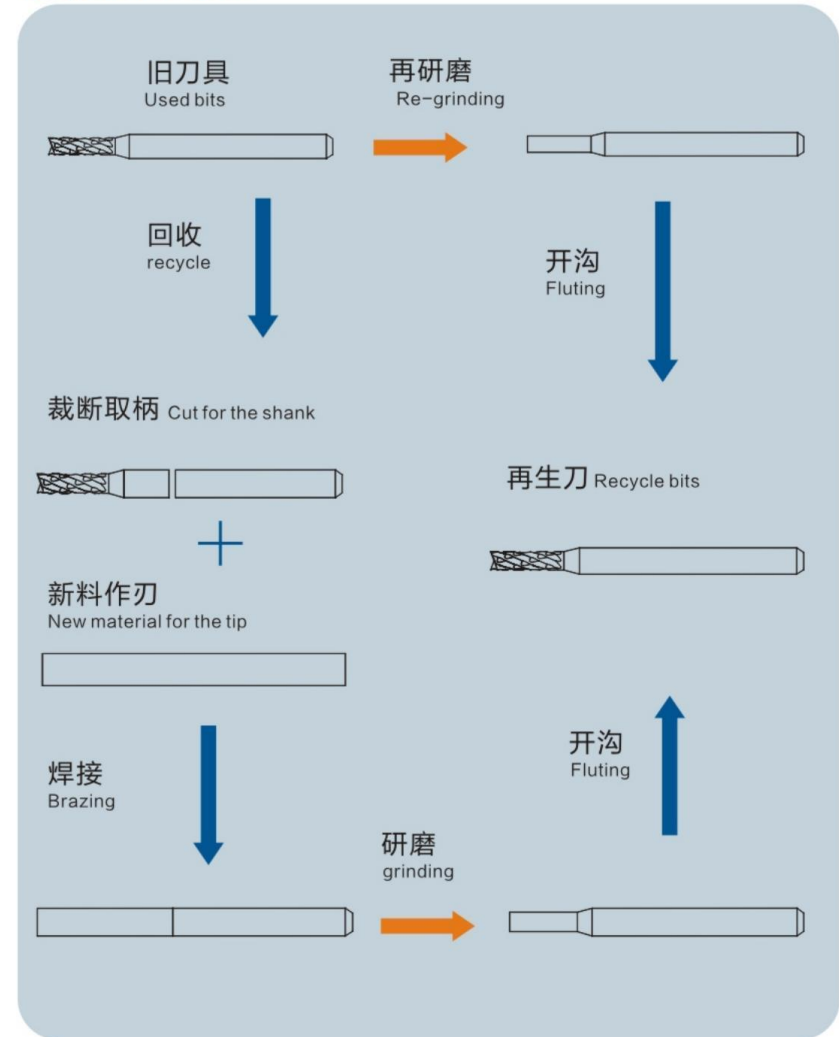 旧刀具
Used bits
再研磨
Re-grinding
回收
recycle
开沟
Fluting
裁断取柄 Cut for the shank
再生刀 Recycle bits
新料作刃
New material for the tip
开沟
Fluting
焊接
Brazing
研磨
grinding